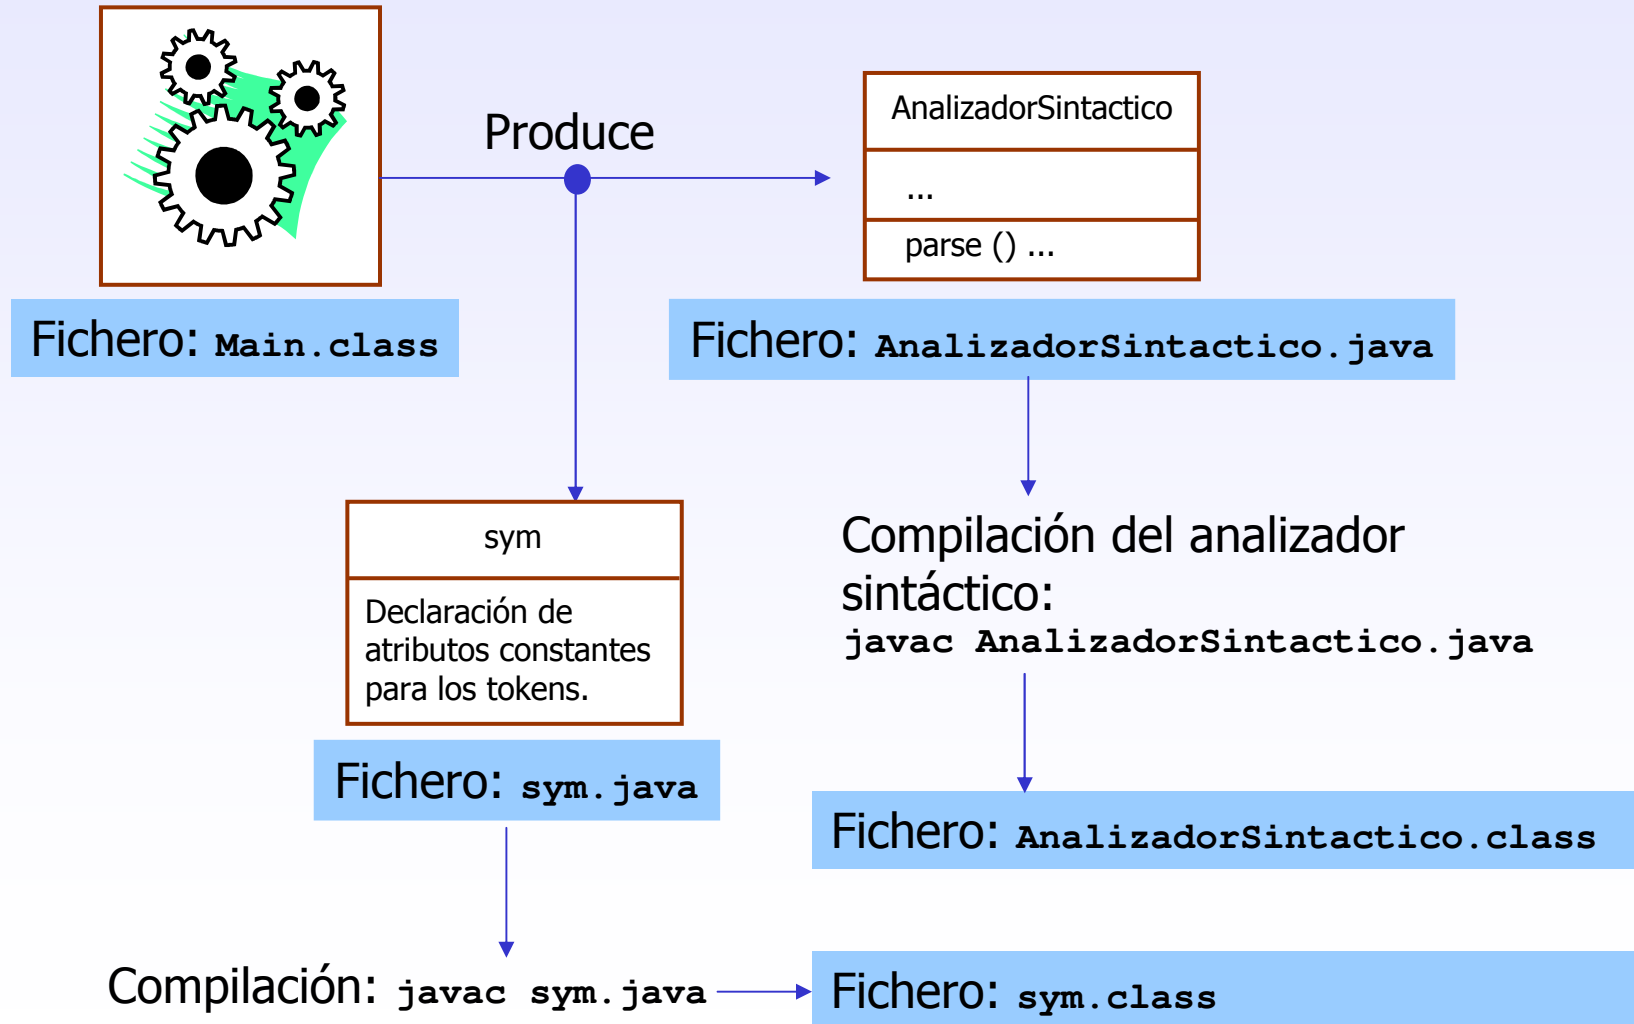 Produce
AnalizadorSintactico
...
parse () ...
Fichero: Main.class
Fichero: AnalizadorSintactico.java
sym
Declaración de
atributos constantes
para los tokens.
Compilación del analizador
sintáctico:
javac AnalizadorSintactico.java
Fichero: sym.java
Fichero: AnalizadorSintactico.class
Compilación: javac sym.java
Fichero: sym.class